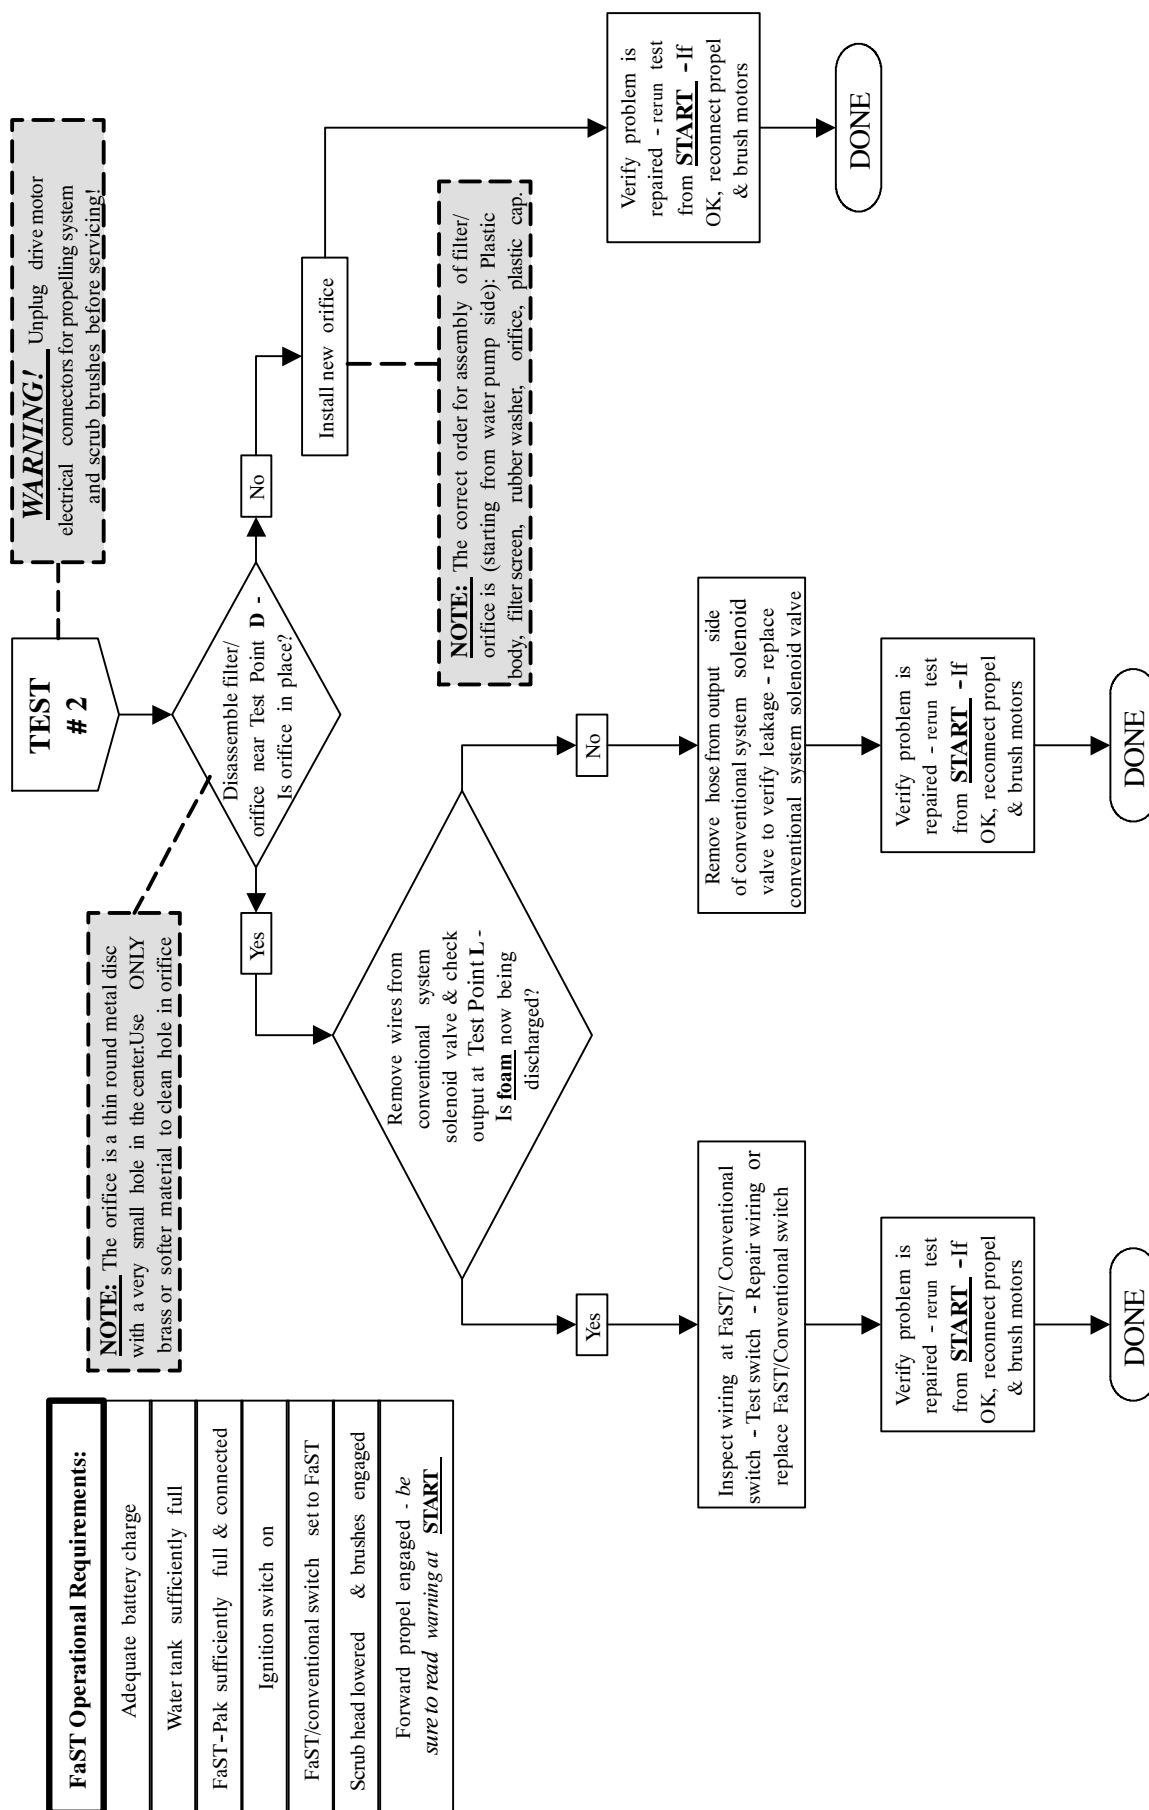 FaST Operational Requirements:
Adequate battery charge
Water tank sufficiently full
FaST-Pak sufficiently full & connected
Ignition switch on
FaST/conventional switch set to FaST
Scrub head lowered & brushes engaged
Forward propel engaged - be
sure to read warning at START
TEST
# 2
WARNING! Unplug drive motor
electrical connectors for propelling system
and scrub brushes before servicing!
NOTE: The orifice is a thin round metal disc
with a very small hole in the center.Use ONLY
brass or softer material to clean hole in orifice
Disassemble filter/
orifice near Test Point D -
Is orifice in place?
Yes
No
Install new orifice
NOTE: The correct order for assembly of filter/
orifice is (starting from water pump side): Plastic
body, filter screen, rubber washer, orifice, plastic cap.
Remove wires from
conventional system
solenoid valve & check
output at Test Point L -
Is foam now being
discharged?
Yes
No
Inspect wiring at FaST/ Conventional
switch - Test switch - Repair wiring or
replace FaST/Conventional switch
Remove hose from output side
of conventional system solenoid
valve to verify leakage - replace
conventional system solenoid valve
Verify problem is
repaired - rerun test
from START - If
OK, reconnect propel
& brush motors
DONE
Verify problem is
repaired - rerun test
from START - If
OK, reconnect propel
& brush motors
DONE
Verify problem is
repaired - rerun test
from START - If
OK, reconnect propel
& brush motors
DONE